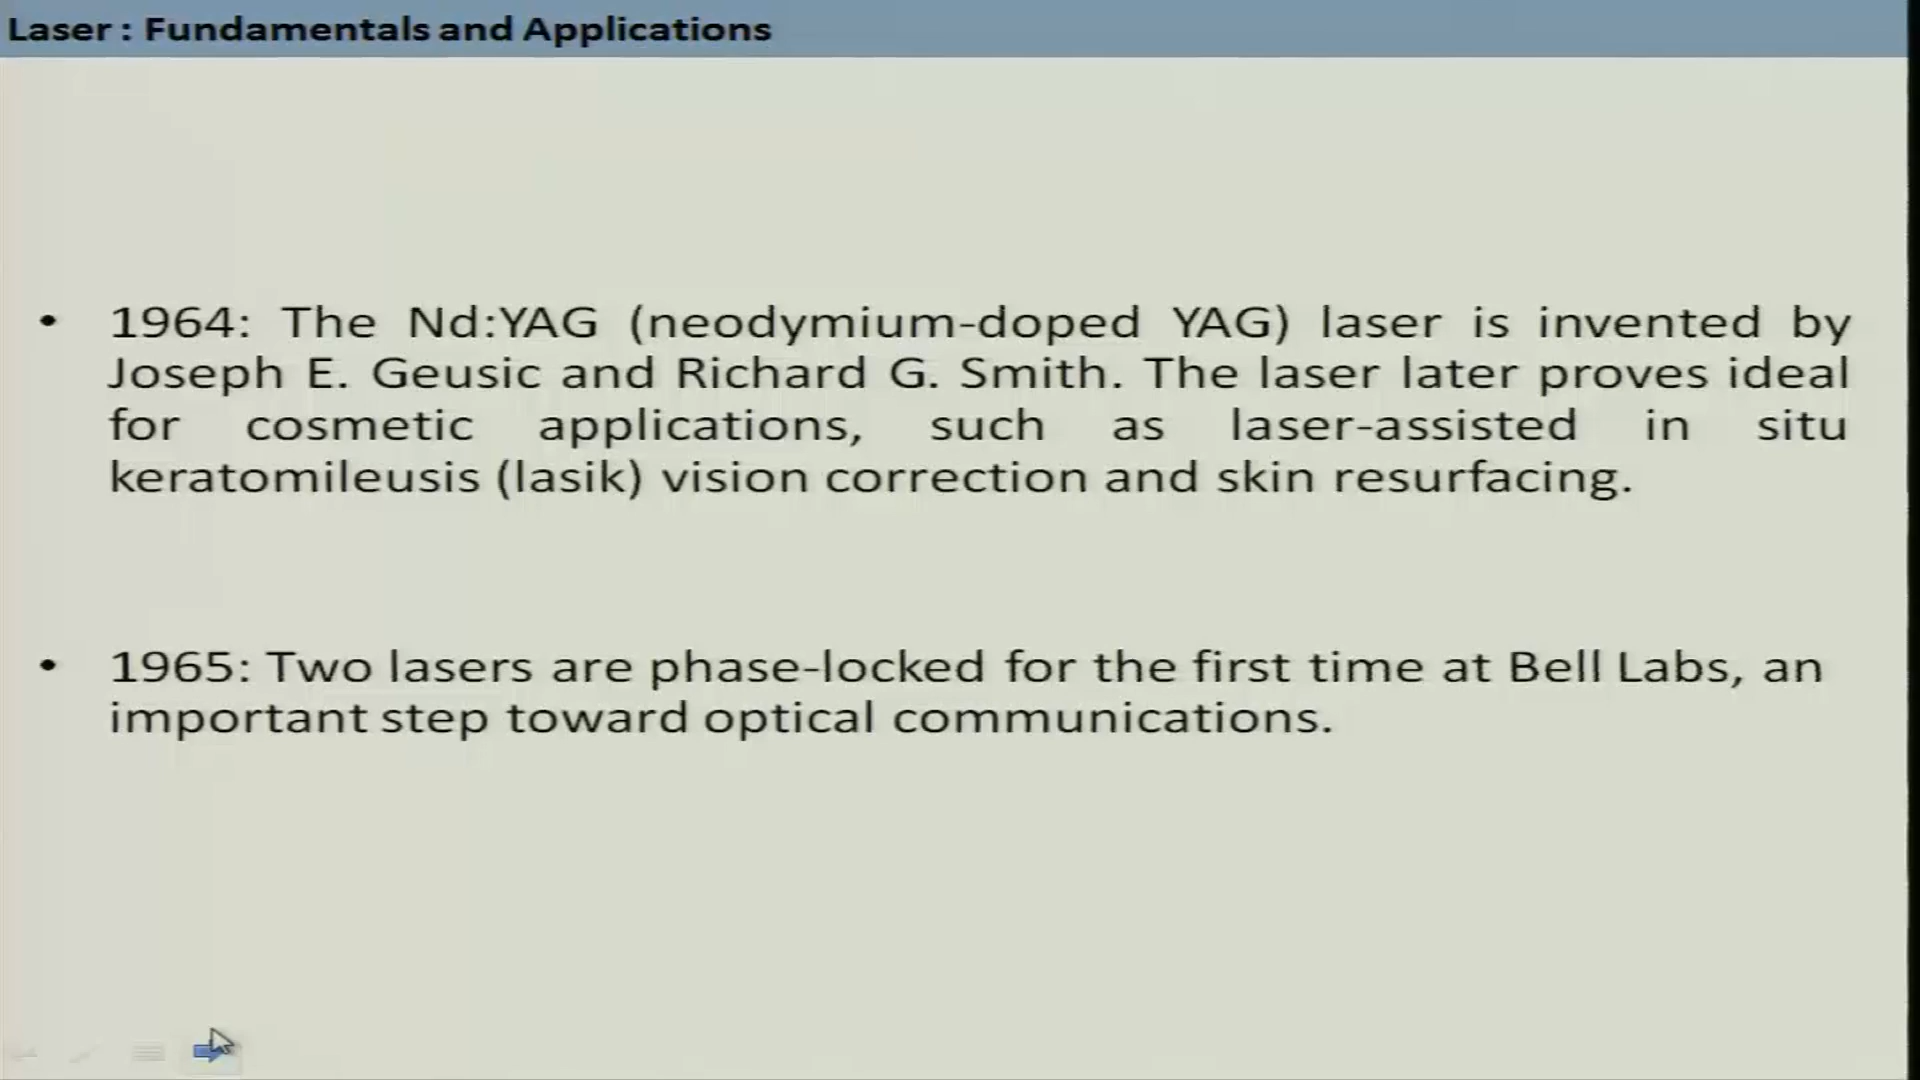 Laser : Fundamentals and Applications
• 1964: The Nd:YAG (neodymium-doped YAG) laser is invented by
Joseph E. Geusic and Richard G. Smith. The laser later proves ideal
for cosmetic applications, such as laser-assisted in situ
keratomileusis (lasik) vision correction and skin resurfacing.
• 1965: Two lasers are phase-locked for the first time at Bell Labs, an
important step toward optical communications.